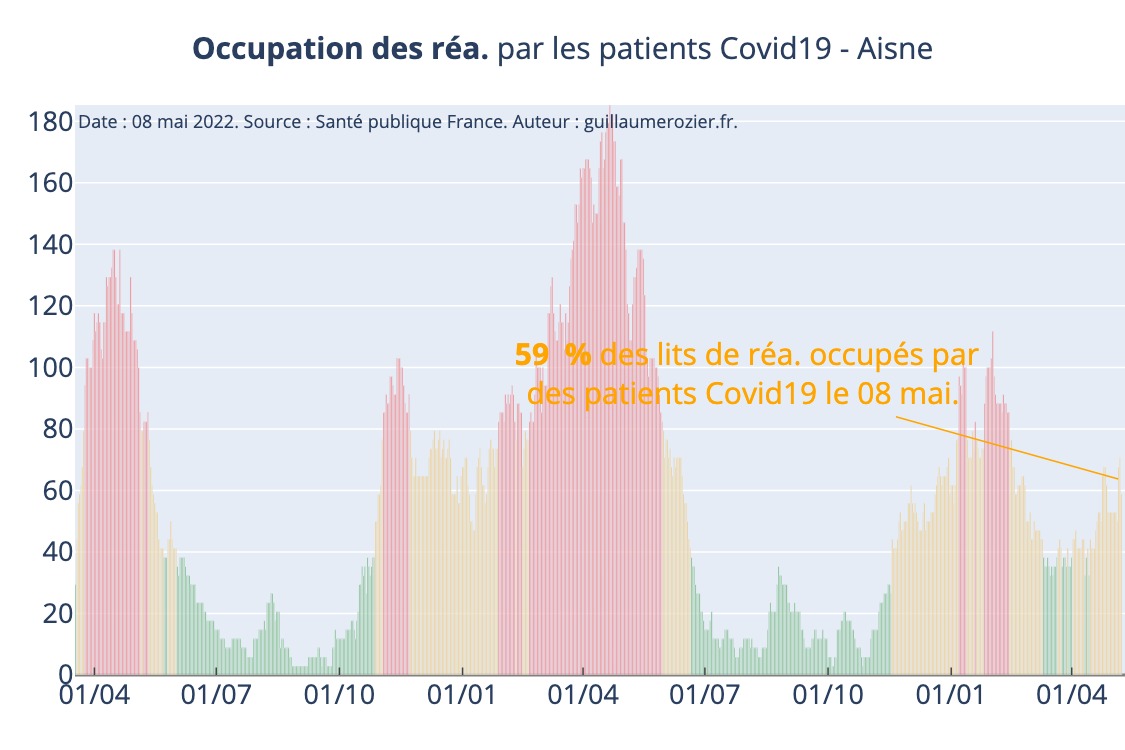 Occupation des réa. par les patients Covid19 - Aisne
180
Date : 08 mai 2022. Source : Santé publique France. Auteur : guillaumerozier.fr.
160
140
120
100
59 % des lits de réa. occupés par
des patients Covid19 le 08 mai.
80
60
40
20
0
01/04 01/07 01/10 01/01 01/04 01/07 01/10 01/01 01/04